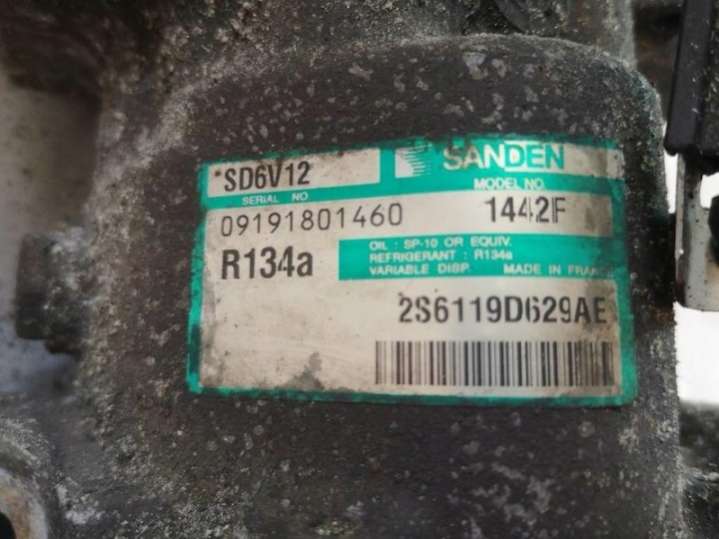 SANDEN
*SD6V12
SERIAL NO
MODEL NO.
09191801460
1442F
R134a
OIL : SP-10 OR EQUIV.
REFRIGERANT : R134a
VARIABLE DISP. MADE IN FRANCE
2S6119D629AE